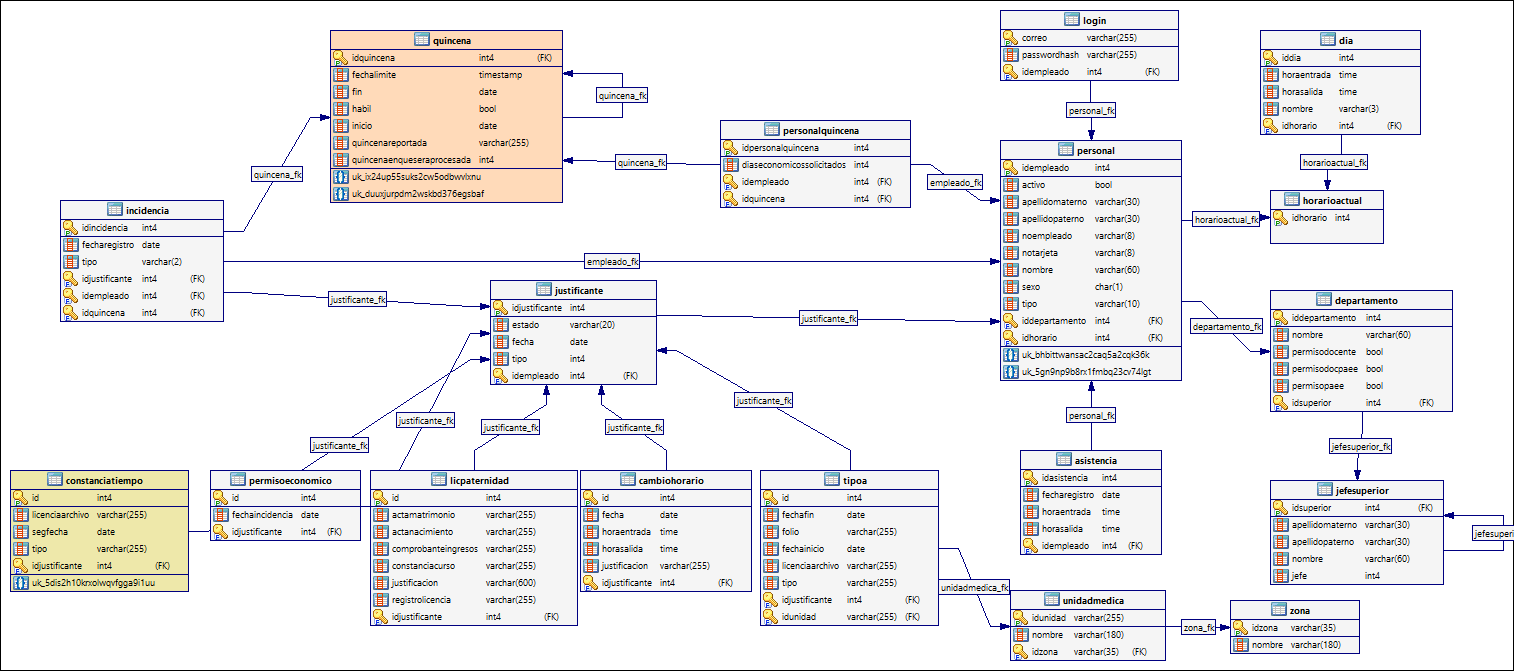 quincena
idquincena int4 (FK)
fechalimite timestamp
fin date
habil bool
inicio date
quincenareportada varchar(255)
quincenaenqueseraprocesada int4
uk_ix24up55suks2cw5odbwvlxnu
uk_duuxjurpdm2wskbd376egsbaf
quincena_fk
login
correo varchar(255)
passwordhash varchar(255)
idempleado int4 (FK)
personal_fk
dia
iddia int4
horaentrada time
horasalida time
nombre varchar(3)
idhorario int4 (FK)
horarioactual_fk
personalquincena
idpersonalquincena int4
diaseconomicossolicitados int4
idempleado int4 (FK)
idquincena int4 (FK)
quincena_fk
empleado_fk
personal
idempleado int4
activo bool
apellidomaterno varchar(30)
apellidopaterno varchar(30)
noempleado varchar(8)
notarjeta varchar(8)
nombre varchar(60)
sexo char(1)
tipo varchar(10)
iddepartamento int4 (FK)
idhorario int4 (FK)
uk_bhbittwansac2caq5a2cqk36k
uk_5gn9np9b8rx1fmbq23cv74lgt
horarioactual_fk
horarioactual
idhorario int4
quincena_fk
incidencia
idincidencia int4
fecharegistro date
tipo varchar(2)
idjustificante int4 (FK)
idempleado int4 (FK)
idquincena int4 (FK)
empleado_fk
justificante_fk
justificante
idjustificante int4
estado varchar(20)
fecha date
tipo int4
idempleado int4 (FK)
justificante_fk
departamento_fk
departamento
iddepartamento int4
nombre varchar(60)
permisodocente bool
permisodocpaee bool
permisopaee bool
idsuperior int4 (FK)
jefesuperior_fk
justificante_fk
justificante_fk
justificante_fk
justificante_fk
justificante_fk
personal_fk
constanciatiempo
id int4
licenciaarchivo varchar(255)
segfecha date
tipo varchar(255)
idjustificante int4 (FK)
uk_5dis2h10krxolwqvfgga9i1uu
permisoeconomico
id int4
fechaincidencia date
idjustificante int4 (FK)
licpaternidad
id int4
actamatrimonio varchar(255)
actanacimiento varchar(255)
comprobanteingresos varchar(255)
constanciacurso varchar(255)
justificacion varchar(600)
registrolicencia varchar(255)
idjustificante int4 (FK)
cambiohorario
id int4
fecha date
horaentrada time
horasalida time
justificacion varchar(255)
idjustificante int4 (FK)
tipoa
id int4
fechafin date
folio varchar(255)
fechainicio date
licenciaarchivo varchar(255)
tipo varchar(255)
idjustificante int4 (FK)
idunidad varchar(255) (FK)
asistencia
idasistencia int4
fecharegistro date
horaentrada time
horasalida time
idempleado int4 (FK)
jefesuperior
idsuperior int4 (FK)
apellidomaterno varchar(30)
apellidopaterno varchar(30)
nombre varchar(60)
jefe int4
jefesuperi
unidadmedica_fk
unidadmedica
idunidad varchar(255)
nombre varchar(180)
idzona varchar(35) (FK)
zona_fk
zona
idzona varchar(35)
nombre varchar(180)